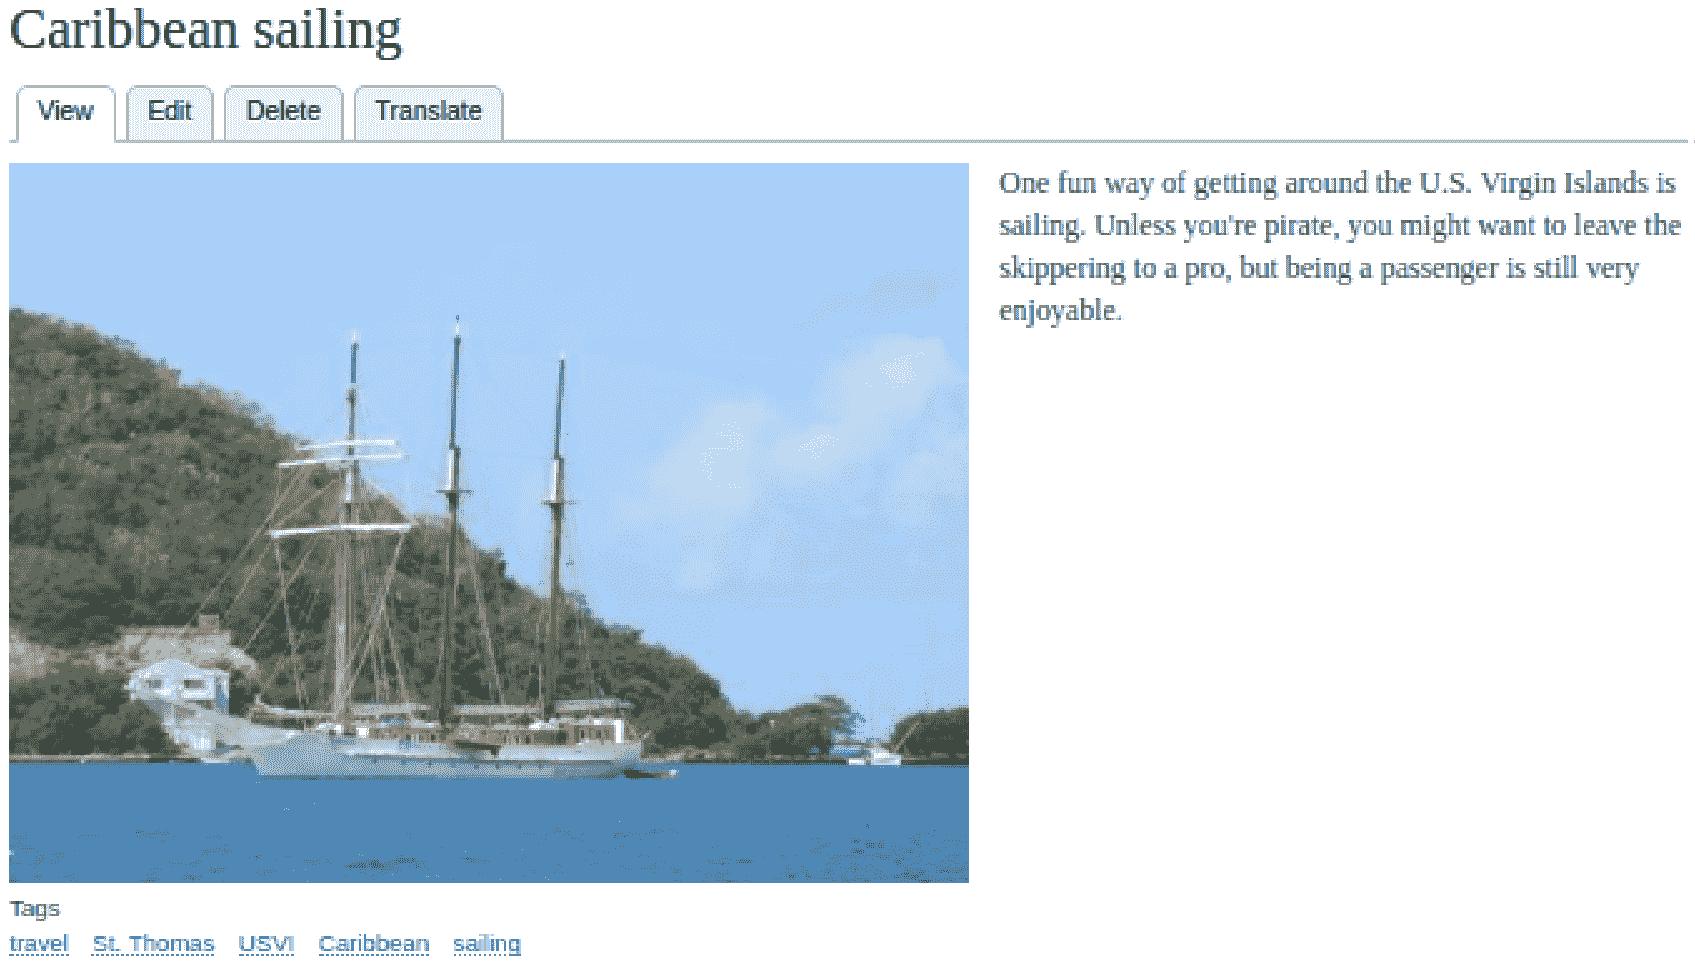 Caribbean sailing
View Edit Delete Translate
One fun way of getting around the U.S. Virgin Islands is
sailing. Unless you're pirate, you might want to leave the
skippering to a pro, but being a passenger is still very
enjoyable.
Tags
travel St. Thomas USVI Caribbean sailing